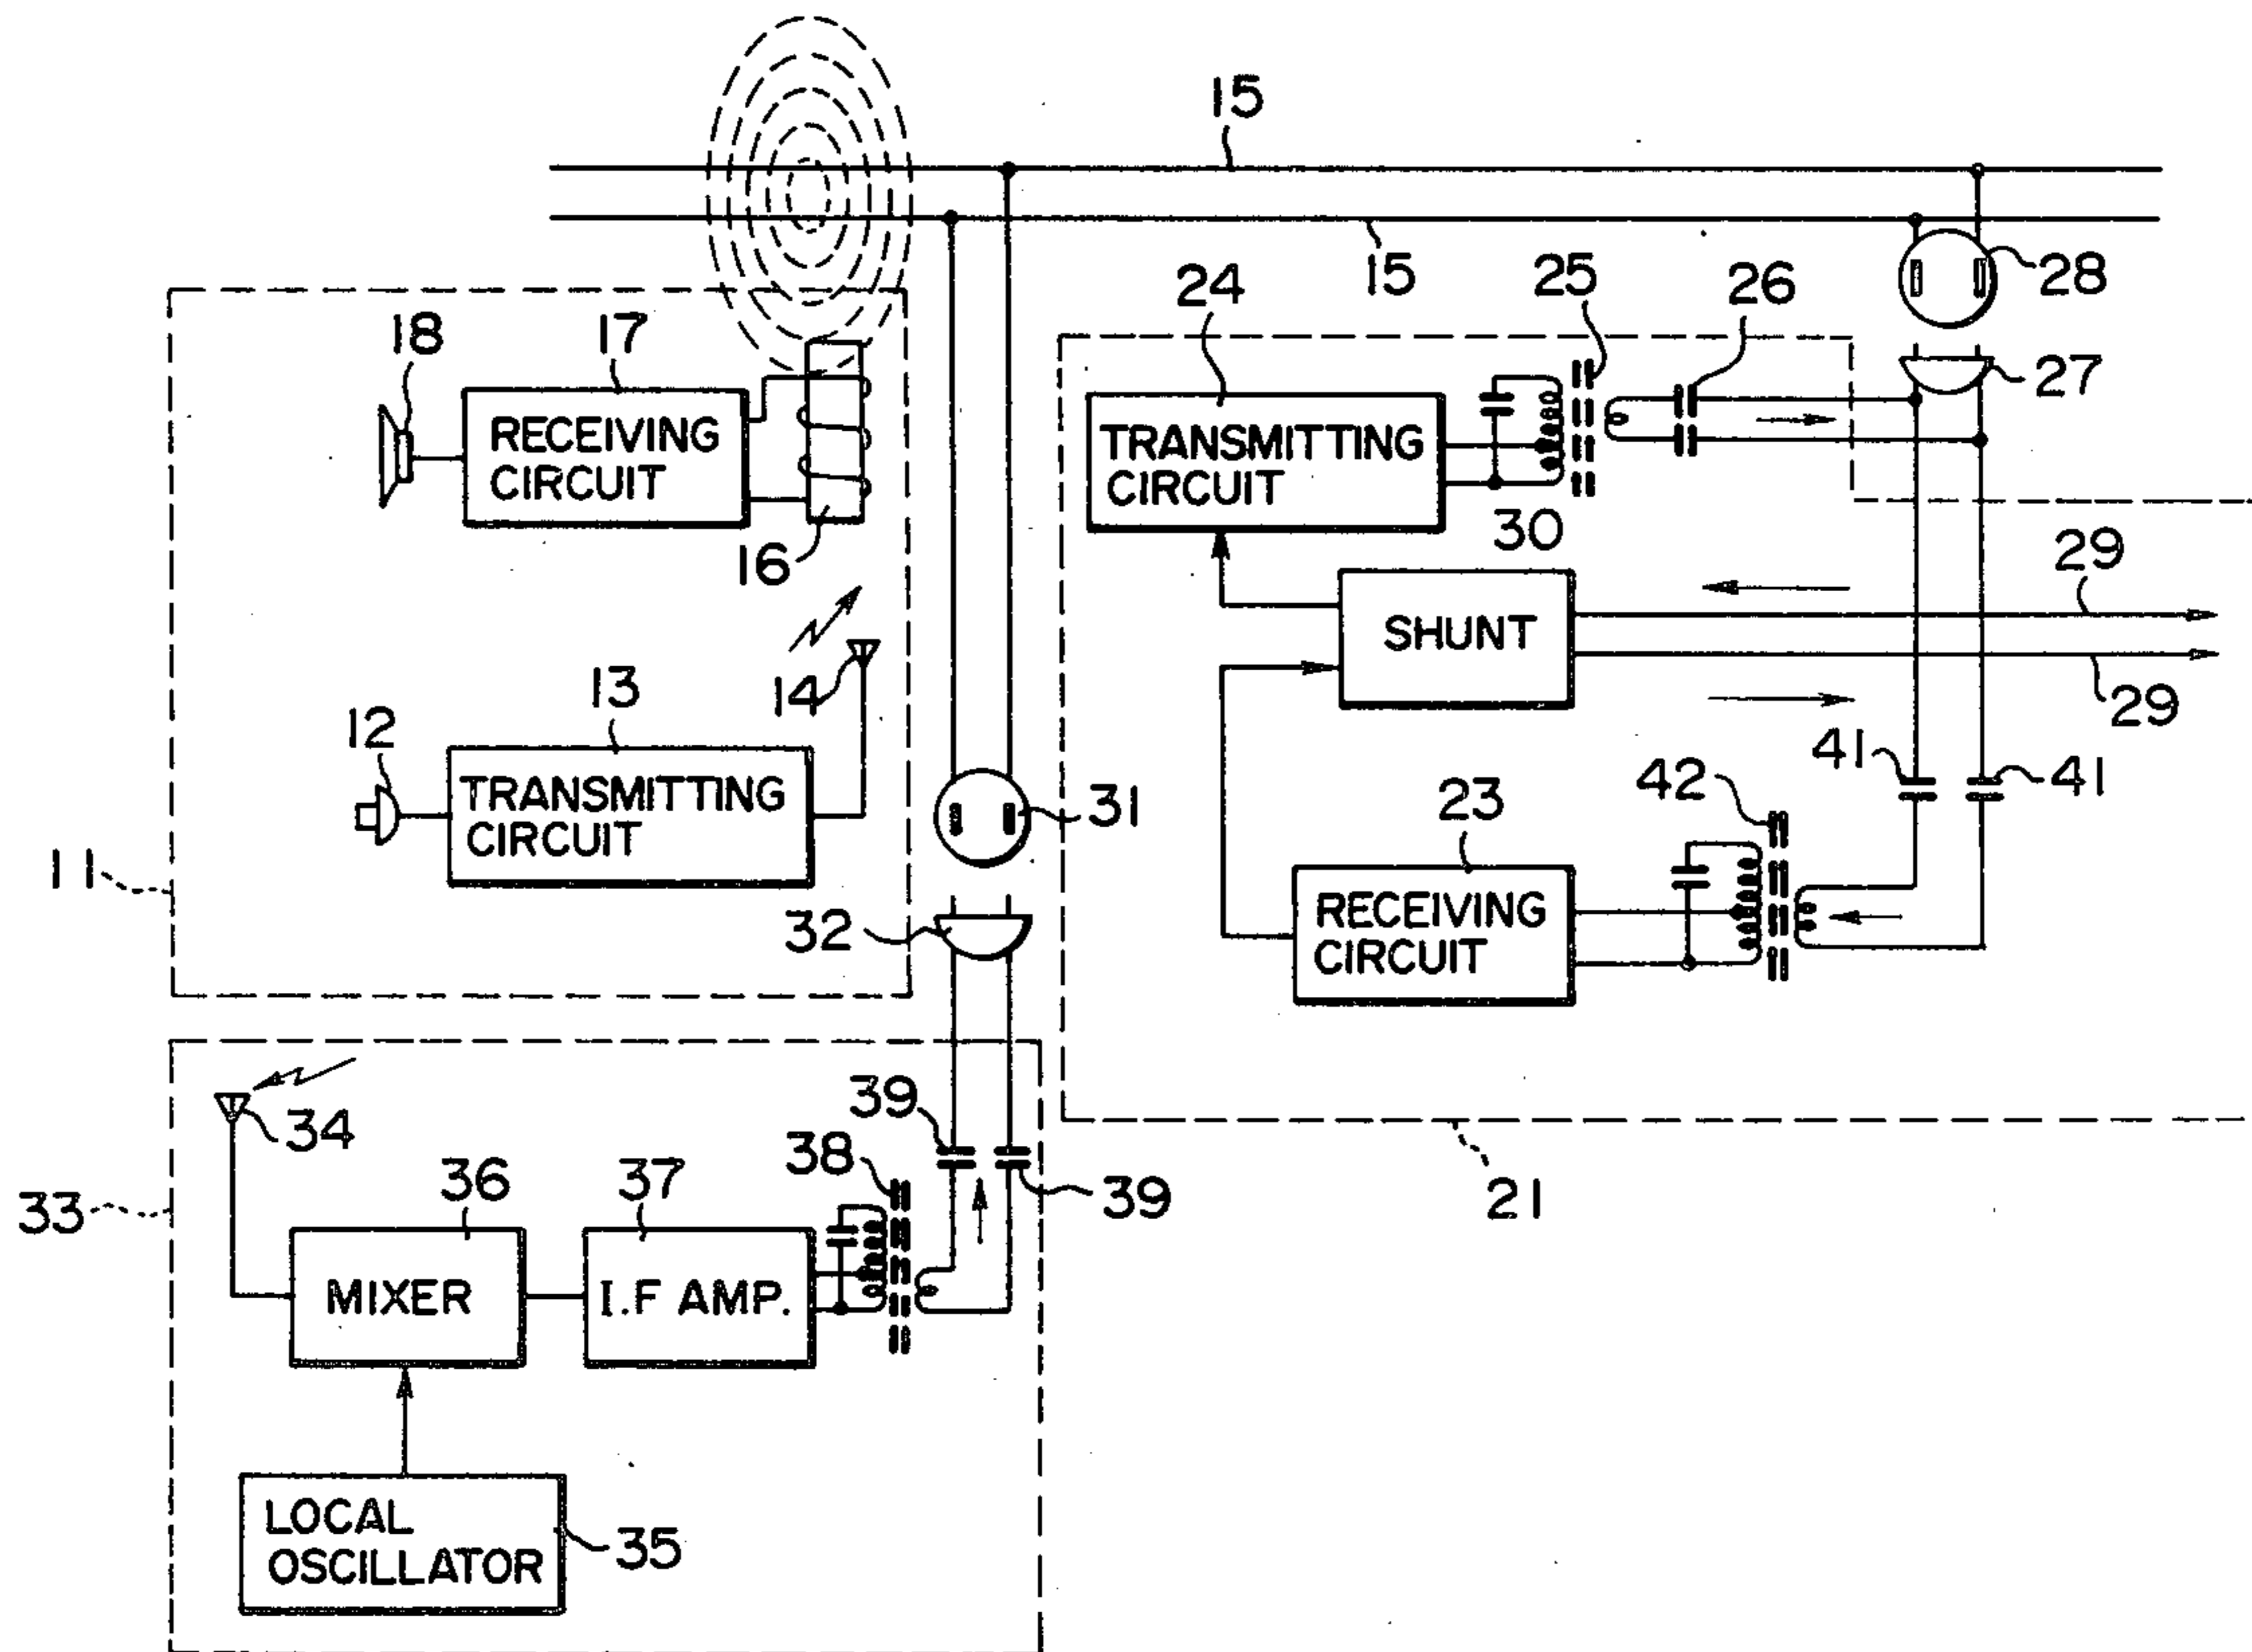 15
15
24
25
26
28
27
18
17
RECEIVING
CIRCUIT
16
TRANSMITTING
CIRCUIT
30
SHUNT
29
29
13
14
12
TRANSMITTING
CIRCUIT
11
31
32
41
41
42
23
RECEIVING
CIRCUIT
21
33
34
39
39
38
36
37
MIXER
I.F AMP.
LOCAL
OSCILLATOR
35